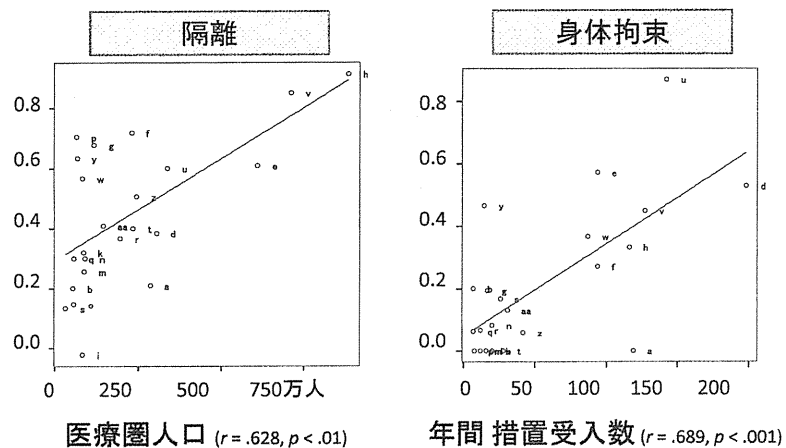 隔離
0.8
0.6
0.4
0.2
0.0
h
v
f
p
g
y
u
e
w
z
aa
t
r
d
k
q
n
m
a
b
s
i
0
250
500
750万人
医療圏人口 (r = .628, p < .01)
身体拘束
0.8
0.6
0.4
0.2
0.0
u
e
d
y
v
w
h
f
g
aa
n
q
r
z
t
a
0
50
100
150
200
年間 措置受入数 (r = .689, p < .001)